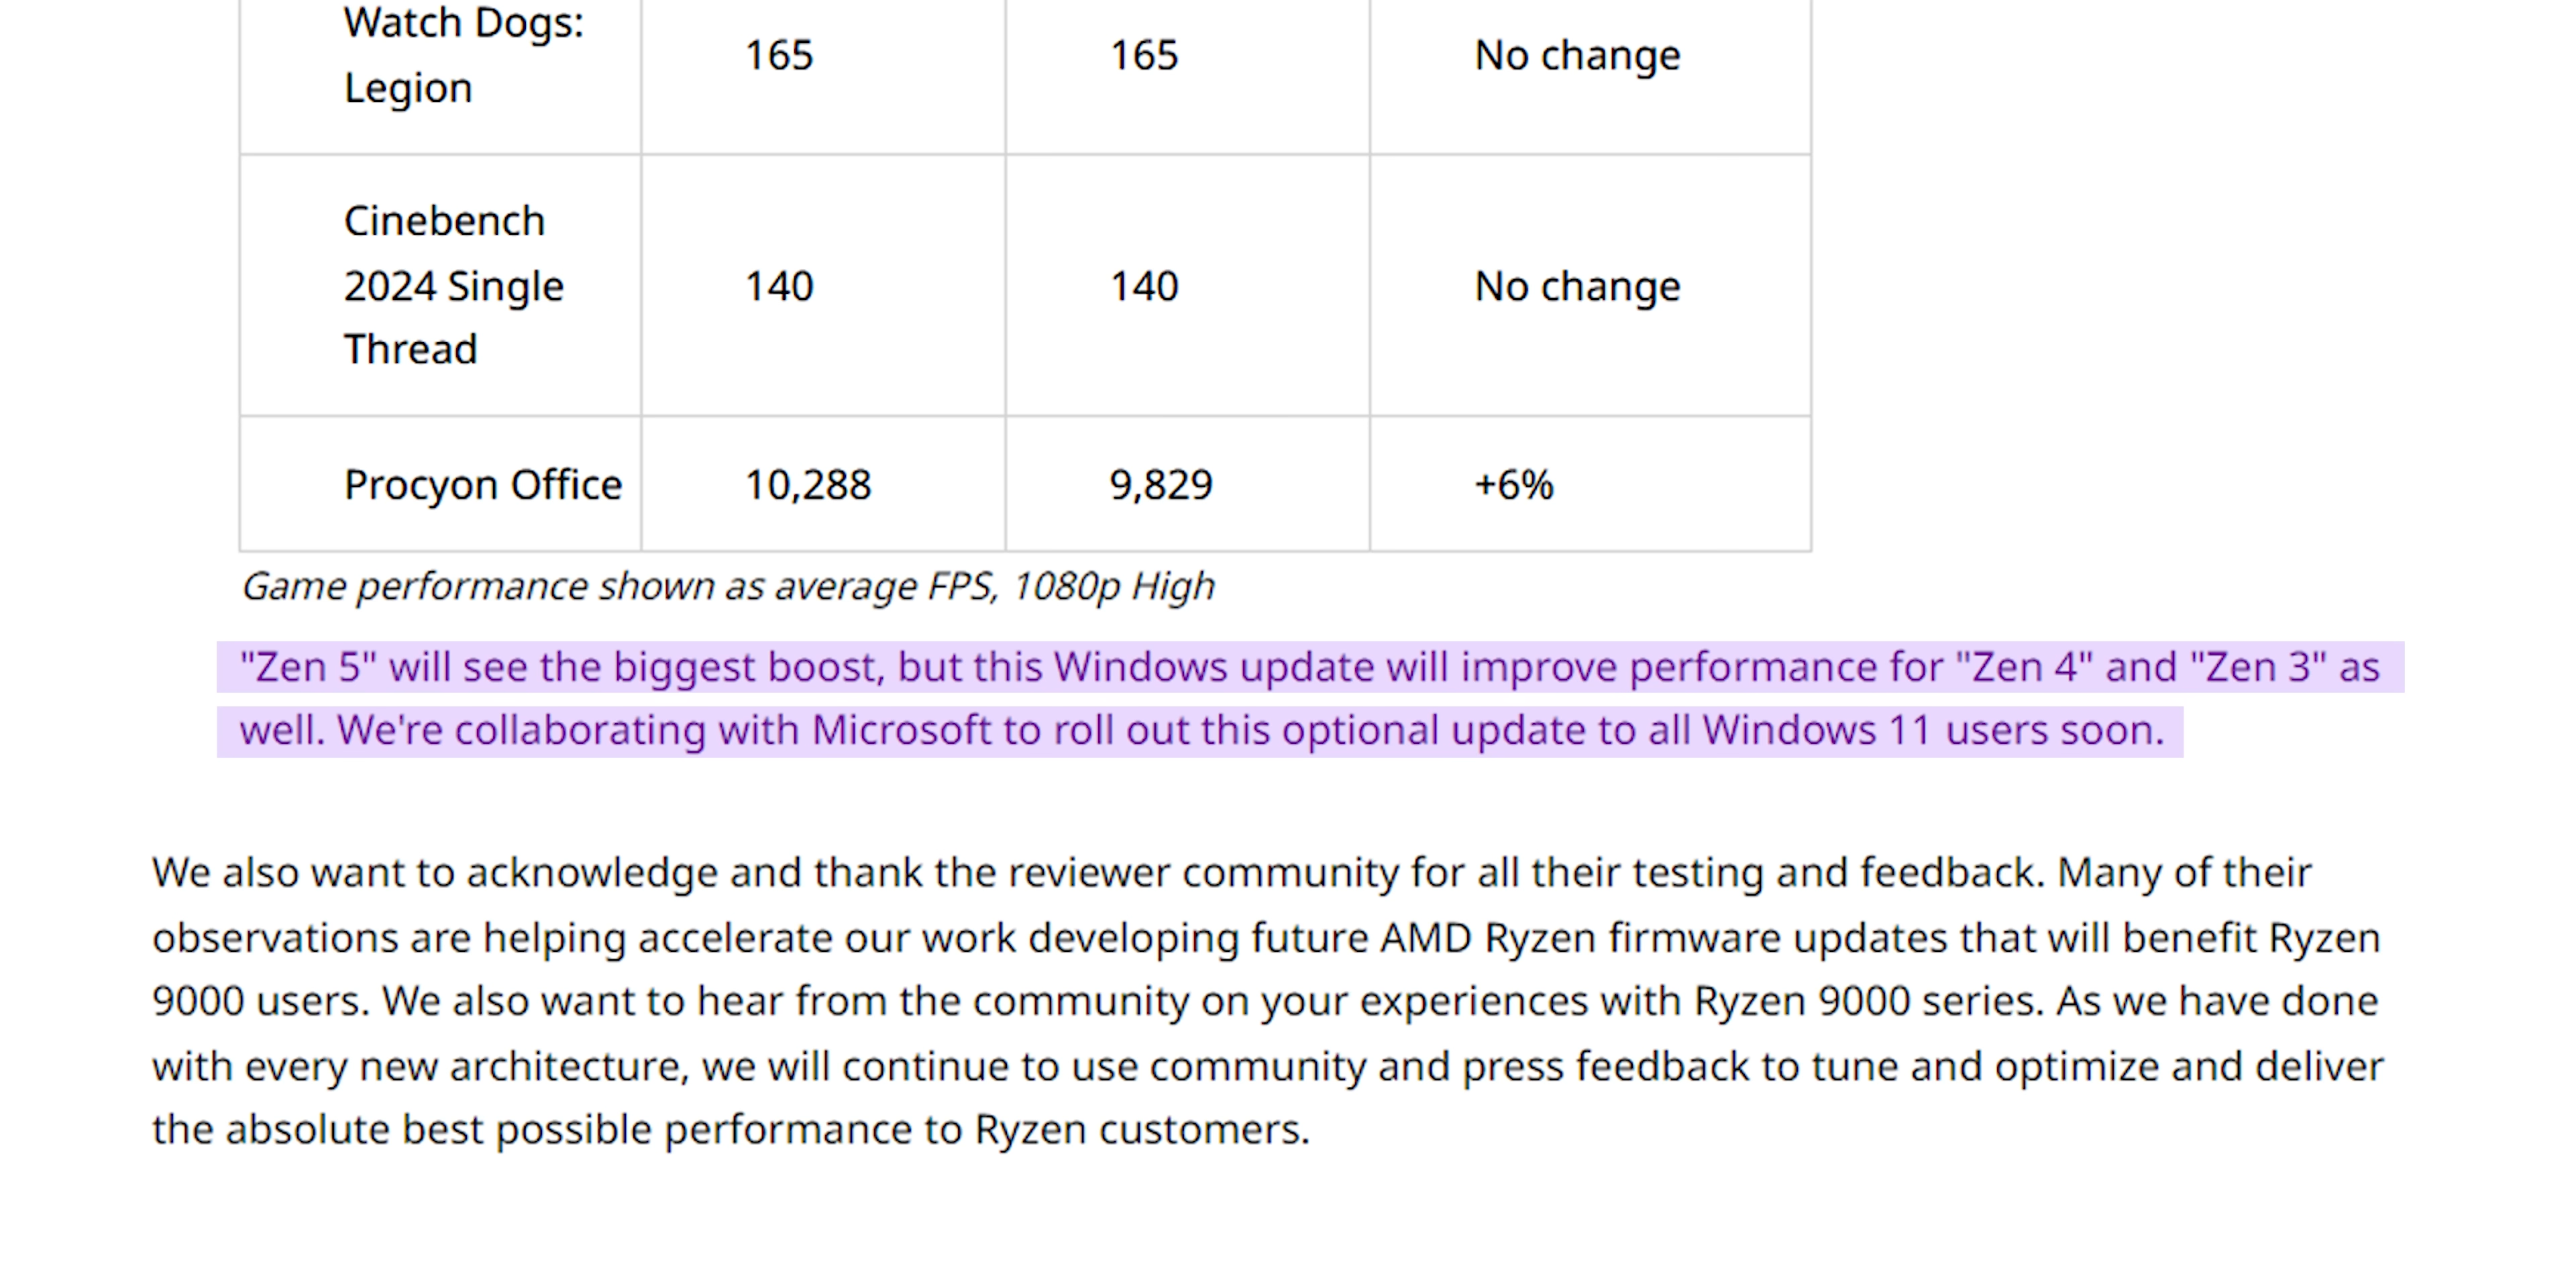 Watch Dogs:
Legion
165
165
No change
Cinebench
2024 Single
Thread
140
140
No change
Procyon Office
10,288
9,829
+6%
Game performance shown as average FPS, 1080p High
"Zen 5" will see the biggest boost, but this Windows update will improve performance for "Zen 4" and "Zen 3" as
well. We're collaborating with Microsoft to roll out this optional update to all Windows 11 users soon.
We also want to acknowledge and thank the reviewer community for all their testing and feedback. Many of their
observations are helping accelerate our work developing future AMD Ryzen firmware updates that will benefit Ryzen
9000 users. We also want to hear from the community on your experiences with Ryzen 9000 series. As we have done
with every new architecture, we will continue to use community and press feedback to tune and optimize and deliver
the absolute best possible performance to Ryzen customers.